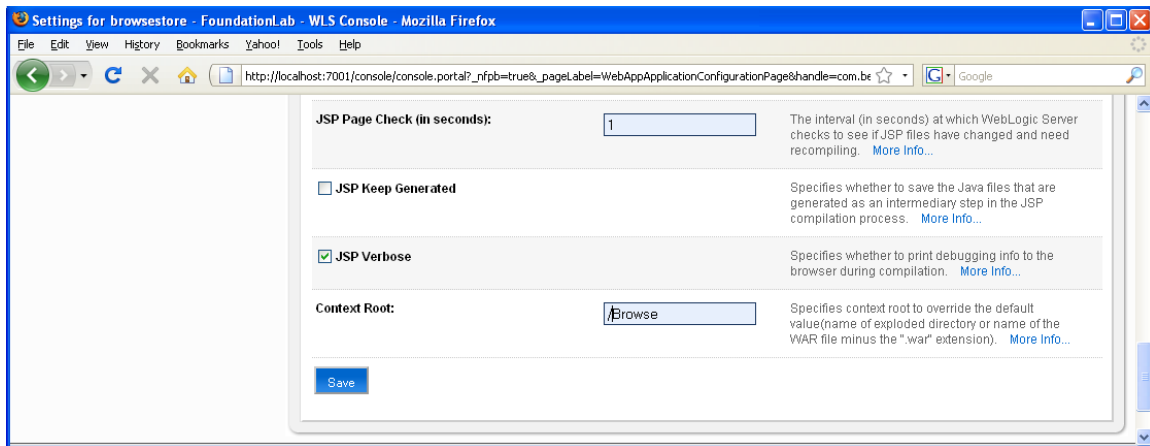 Settings for browsestore - FoundationLab - WLS Console - Mozilla Firefox
File Edit View History Bookmarks Yahoo! Tools Help
http://localhost:7001/console/console.portal?_nfpb=true&_pageLabel=WebAppApplicationConfigurationPage&handle=com.be
G Google
JSP Page Check (in seconds):
1
The interval (in seconds) at which WebLogic Server
checks to see if JSP files have changed and need
recompiling. More Info...
JSP Keep Generated
Specifies whether to save the Java files that are
generated as an intermediary step in the JSP
compilation process. More Info...
JSP Verbose
Specifies whether to print debugging info to the
browser during compilation. More Info...
Context Root:
/Browse
Specifies context root to override the default
value(name of exploded directory or name of the
WAR file minus the ".war" extension). More Info...
Save